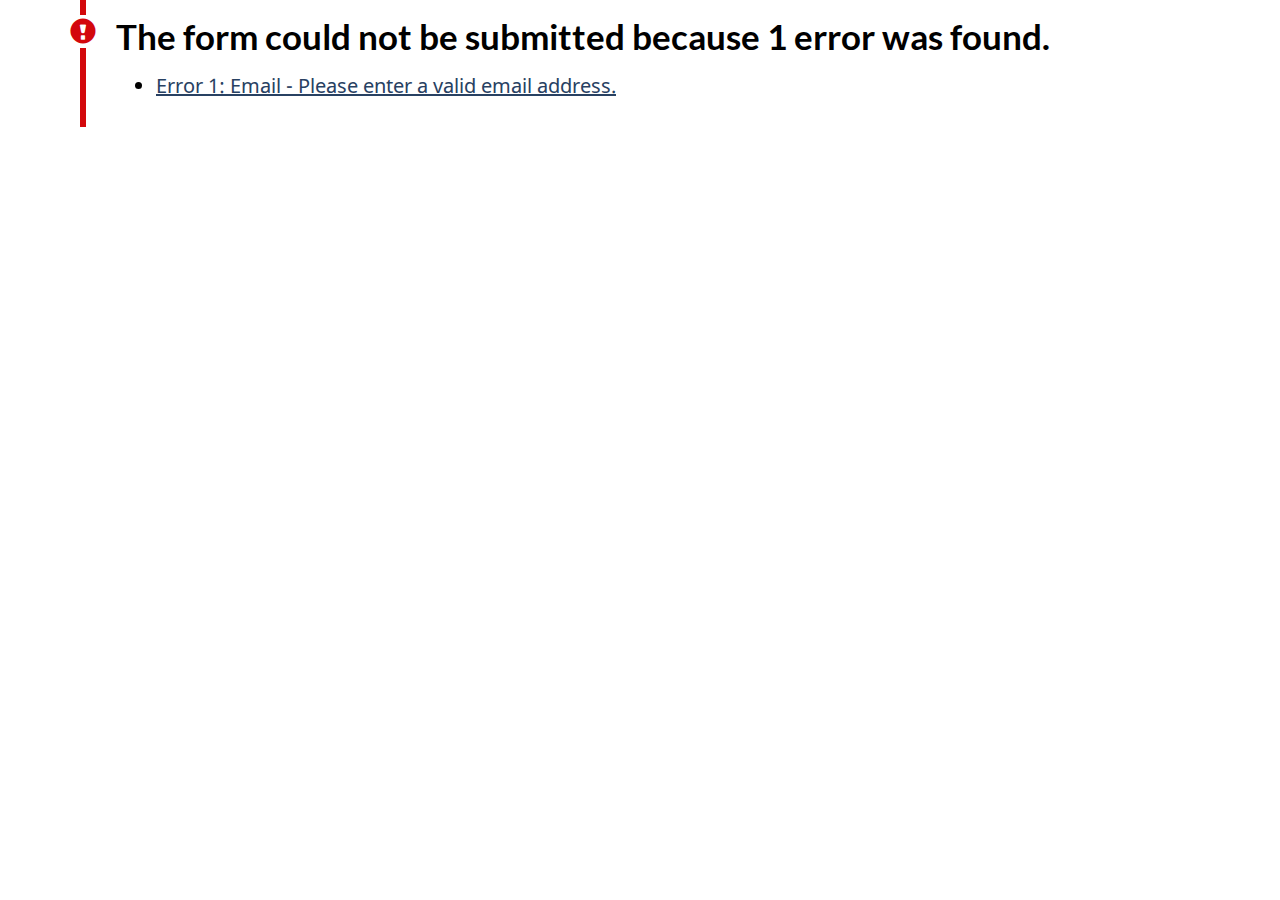 The form could not be submitted because 1 error was found.
Error 1: Email - Please enter a valid email address.